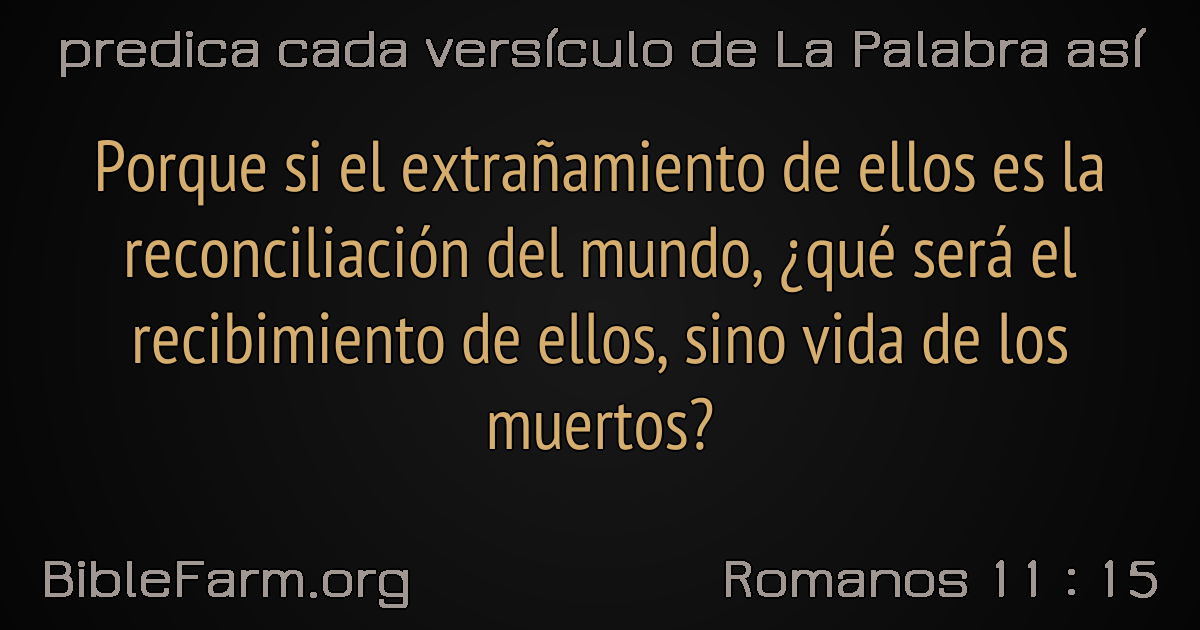 predica cada versículo de La Palabra así
Porque si el extrañamiento de ellos es la
reconciliación del mundo, ¿qué será el
recibimiento de ellos, sino vida de los
muertos?
BibleFarm.org
Romanos 11 : 15